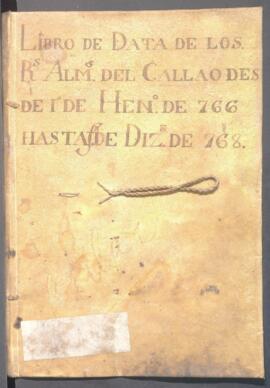 LIBRO DE DATA DE LOS.
Rs. ALMs. DEL CALLAO DES
DE 1º DE HENº. DE 766
HASTA DE DIZe. DE 768.